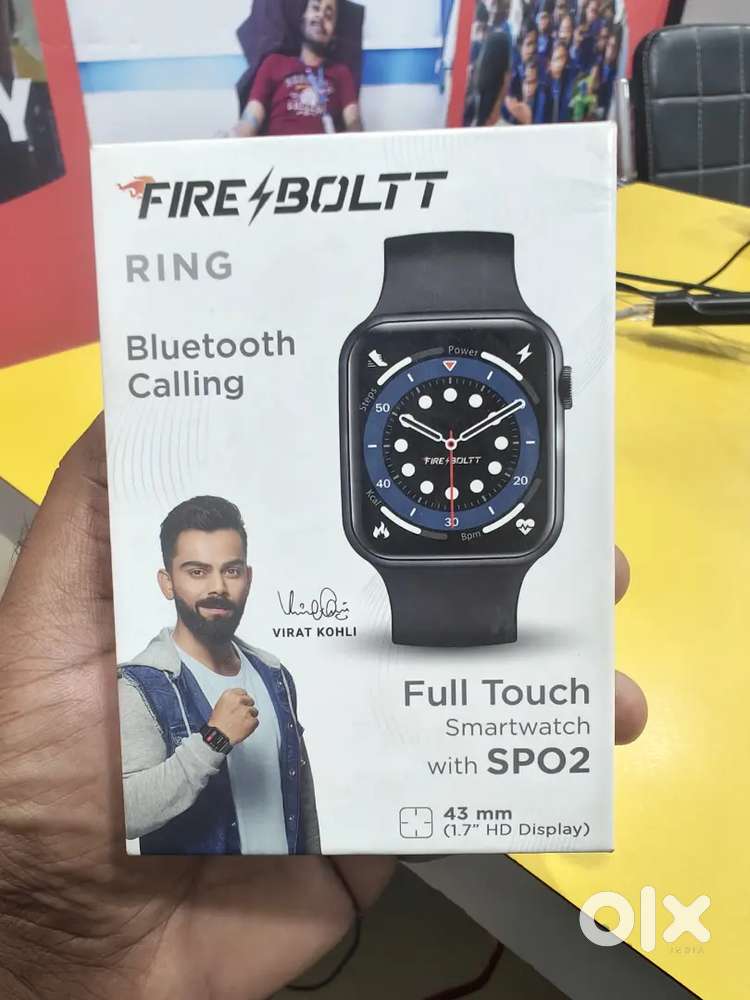 Y
FIRE BOLTT
RING
Bluetooth
Calling
Power
Steps
50
FIRE BOLTT
40
20
Kcal
30
Bpm
VIRAT KOHLI
Full Touch
Smartwatch
with SPO2
43 mm
(1.7" HD Display)
olx
INDIA